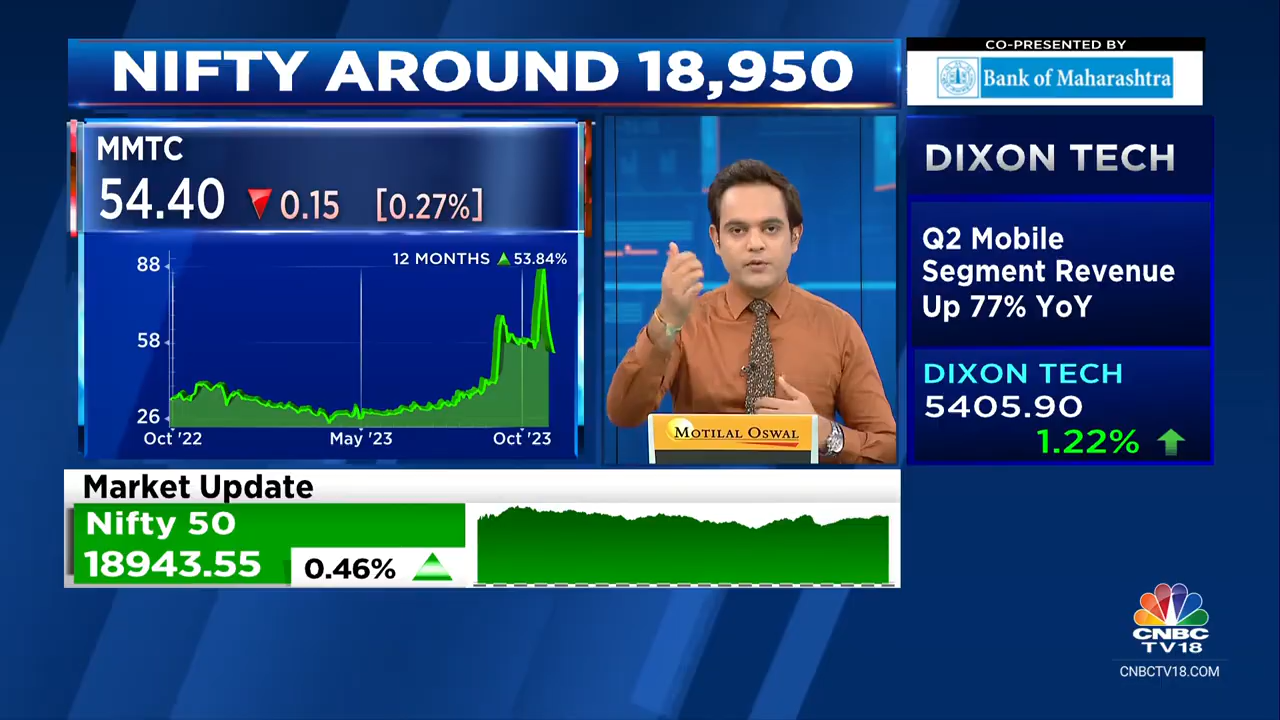 NIFTY AROUND 18,950
CO-PRESENTED BY
Bank of Maharashtra
MMTC
54.40 ▼ 0.15 [0.27%]
12 MONTHS ▲ 53.84%
88
58
26
Oct '22 May '23 Oct '23
MOTILAL OSWAL
DIXON TECH
Q2 Mobile
Segment Revenue
Up 77% YoY
DIXON TECH
5405.90
1.22%
Market Update
Nifty 50
18943.55 0.46%
CNBC
TV18
CNBCTV18.COM